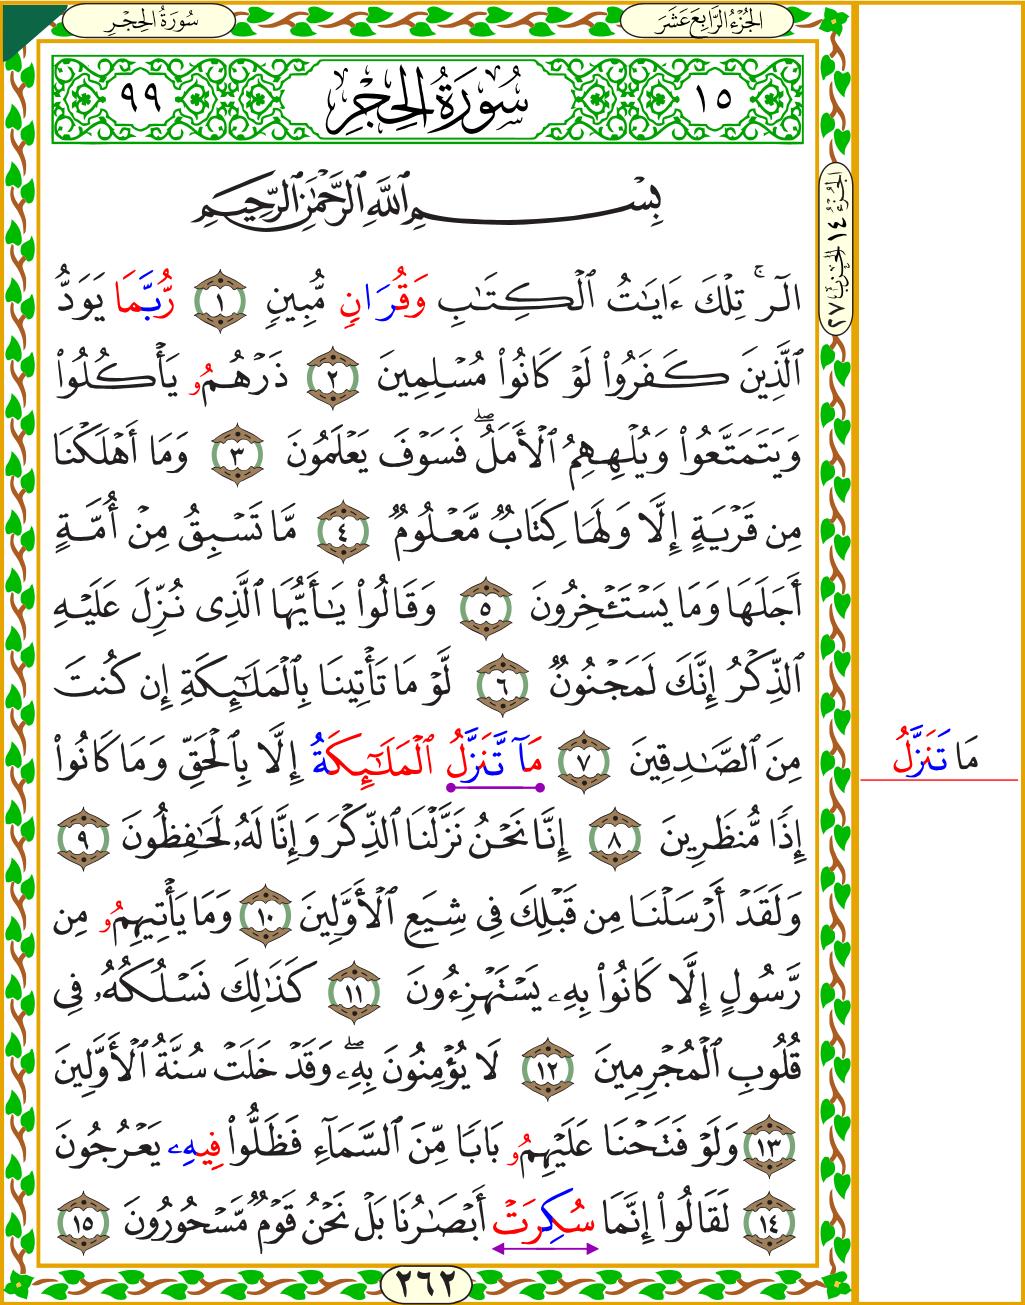 الجُزْءُ الرَّابِعَ عَشَرَ سُورَةُ الحِجْرِ
١٥ سُورَةُ الحِجْرِ ٩٩
الجُزْءُ ١٤ الحِزْبُ ٢٧
بِسْمِ ٱللَّهِ ٱلرَّحْمَٰنِ ٱلرَّحِيمِ
الٓرۚ تِلْكَ ءَايَٰتُ ٱلْكِتَٰبِ وَقُرَانٖ مُّبِينٖ ١ رُّبَّمَا يَوَدُّ
ٱلَّذِينَ كَفَرُواْ لَوْ كَانُواْ مُسْلِمِينَ ٢ ذَرْهُمُۥ يَأْكُلُواْ
وَيَتَمَتَّعُواْ وَيُلْهِهِمُ ٱلْأَمَلُۖ فَسَوْفَ يَعْلَمُونَ ٣ وَمَا أَهْلَكْنَا
مِن قَرْيَةٍ إِلَّا وَلَهَا كِتَابٞ مَّعْلُومٞ ٤ مَّا تَسْبِقُ مِنْ أُمَّةٍ
أَجَلَهَا وَمَا يَسْتَـْٔخِرُونَ ٥ وَقَالُواْ يَٰأَيُّهَا ٱلَّذِى نُزِّلَ عَلَيْهِ
ٱلذِّكْرُ إِنَّكَ لَمَجْنُونٞ ٦ لَّوْ مَا تَأْتِينَا بِٱلْمَلَٰٓئِكَةِ إِن كُنتَ
مِنَ ٱلصَّٰدِقِينَ ٧ مَآ تَّنَزَّلُ ٱلْمَلَٰٓئِكَةُ إِلَّا بِٱلْحَقِّ وَمَا كَانُواْ
مَا تَنَزَّلُ
إِذٗا مُّنظَرِينَ ٨ إِنَّا نَحْنُ نَزَّلْنَا ٱلذِّكْرَ وَإِنَّا لَهُۥ لَحَٰفِظُونَ ٩
وَلَقَدْ أَرْسَلْنَا مِن قَبْلِكَ فِى شِيَعِ ٱلْأَوَّلِينَ ١٠ وَمَا يَأْتِيهِمُۥ مِن
رَّسُولٍ إِلَّا كَانُواْ بِهِۦ يَسْتَهْزِءُونَ ١١ كَذَٰلِكَ نَسْلُكُهُۥ فِى
قُلُوبِ ٱلْمُجْرِمِينَ ١٢ لَا يُؤْمِنُونَ بِهِۦۖ وَقَدْ خَلَتْ سُنَّةُ ٱلْأَوَّلِينَ
١٣ وَلَوْ فَتَحْنَا عَلَيْهِمُۥ بَابٗا مِّنَ ٱلسَّمَآءِ فَظَلُّواْ فِيهِۦ يَعْرُجُونَ
١٤ لَقَالُواْ إِنَّمَا سُكِرَتْ أَبْصَٰرُنَا بَلْ نَحْنُ قَوْمٞ مَّسْحُورُونَ ١٥
٢٦٢